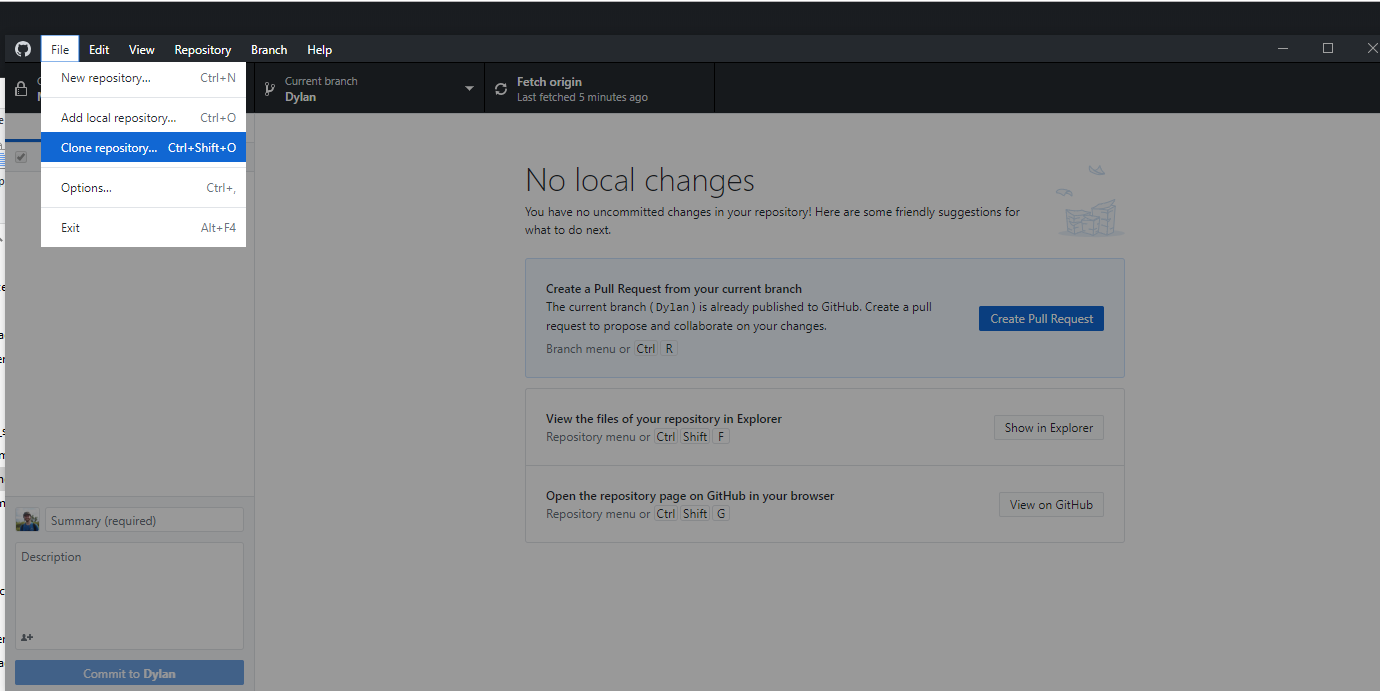 File Edit View Repository Branch Help
New repository... Ctrl+N
Add local repository... Ctrl+O
Clone repository... Ctrl+Shift+O
Options... Ctrl+,
Exit Alt+F4
Current branch
Dylan
Fetch origin
Last fetched 5 minutes ago
No local changes
You have no uncommitted changes in your repository! Here are some friendly suggestions for
what to do next.
Create a Pull Request from your current branch
The current branch (Dylan) is already published to GitHub. Create a pull
request to propose and collaborate on your changes.
Branch menu or Ctrl R
Create Pull Request
View the files of your repository in Explorer
Repository menu or Ctrl Shift F
Show in Explorer
Open the repository page on GitHub in your browser
Repository menu or Ctrl Shift G
View on GitHub
Summary (required)
Description
Commit to Dylan